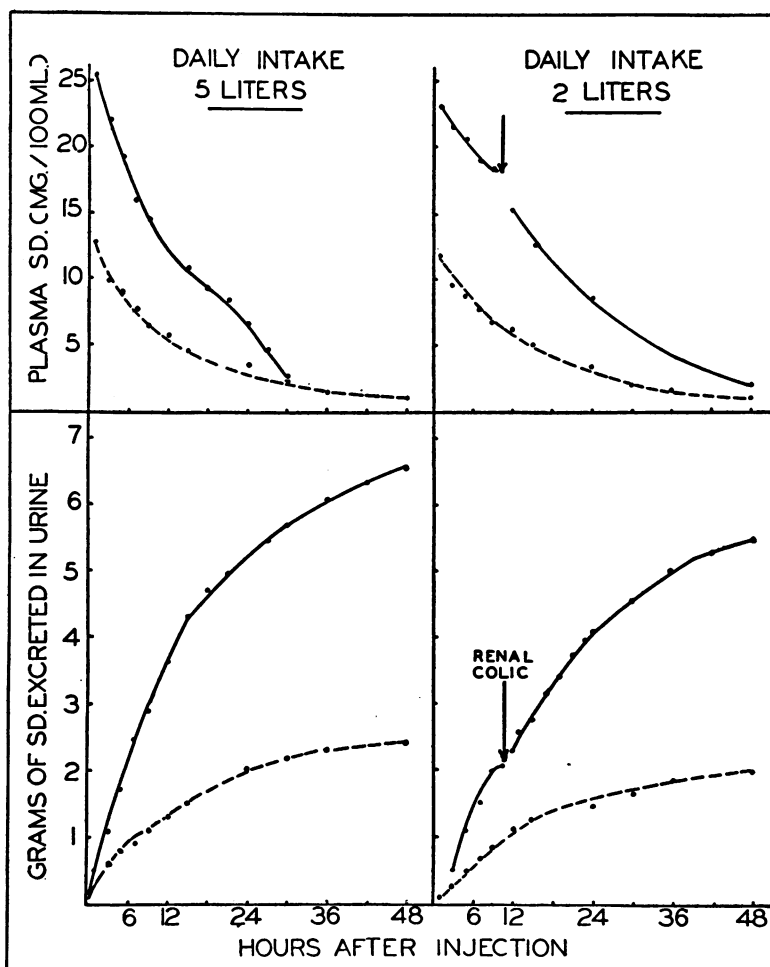 DAILY INTAKE
5 LITERS
DAILY INTAKE
2 LITERS
PLASMA SD. (MG./100ML.)
25
20
15
10
5
GRAMS OF SD. EXCRETED IN URINE
7
6
5
4
3
2
1
RENAL
COLIC
6 12 24 36 48 6 12 24 36 48
HOURS AFTER INJECTION